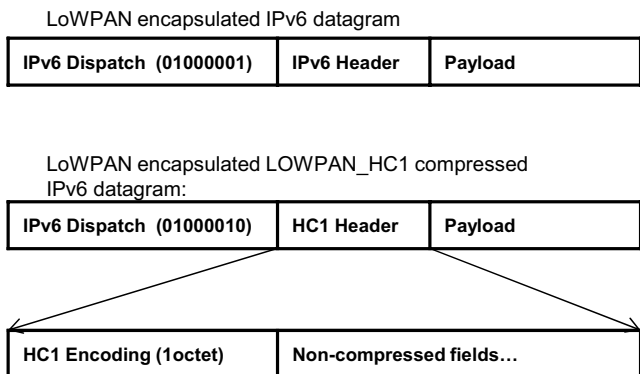 LoWPAN encapsulated IPv6 datagram
IPv6 Dispatch (01000001) IPv6 Header Payload
LoWPAN encapsulated LOWPAN_HC1 compressed
IPv6 datagram:
IPv6 Dispatch (01000010) HC1 Header Payload
HC1 Encoding (1octet) Non-compressed fields...